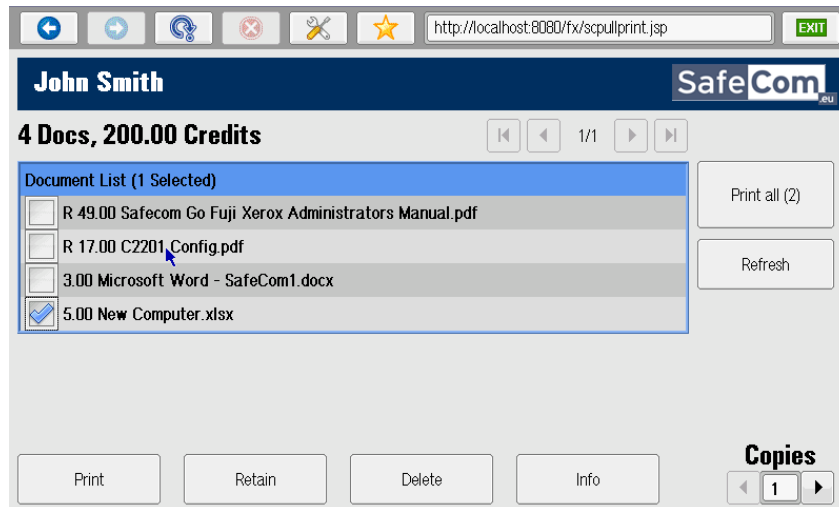 http://localhost:8080/fx/scpullprint.jsp
EXIT
John Smith
SafeCom
.eu
4 Docs, 200.00 Credits
1/1
Document List (1 Selected)
Print all (2)
R 49.00 Safecom Go Fuji Xerox Administrators Manual.pdf
R 17.00 C2201 Config.pdf
Refresh
3.00 Microsoft Word - SafeCom1.docx
5.00 New Computer.xlsx
Copies
Print
Retain
Delete
Info
1